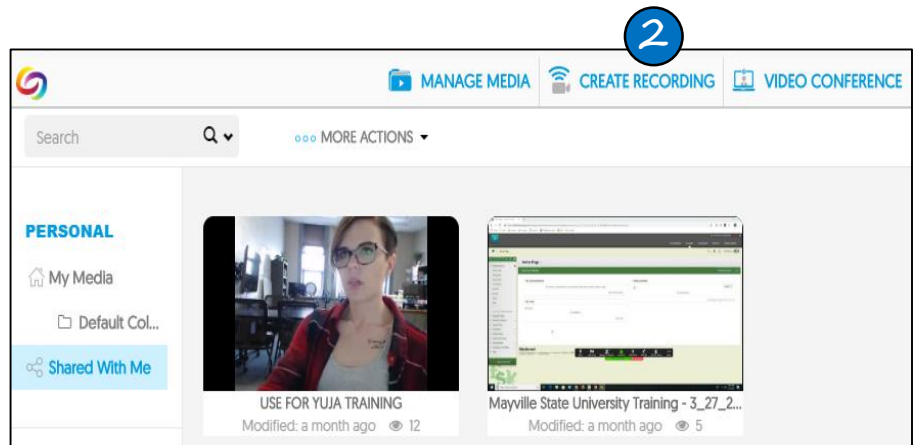 2
MANAGE MEDIA CREATE RECORDING VIDEO CONFERENCE
Search ooo MORE ACTIONS
PERSONAL
My Media
Default Col...
Shared With Me
USE FOR YUJA TRAINING
Modified: a month ago 12
Mayville State University Training - 3_27_2...
Modified: a month ago 5